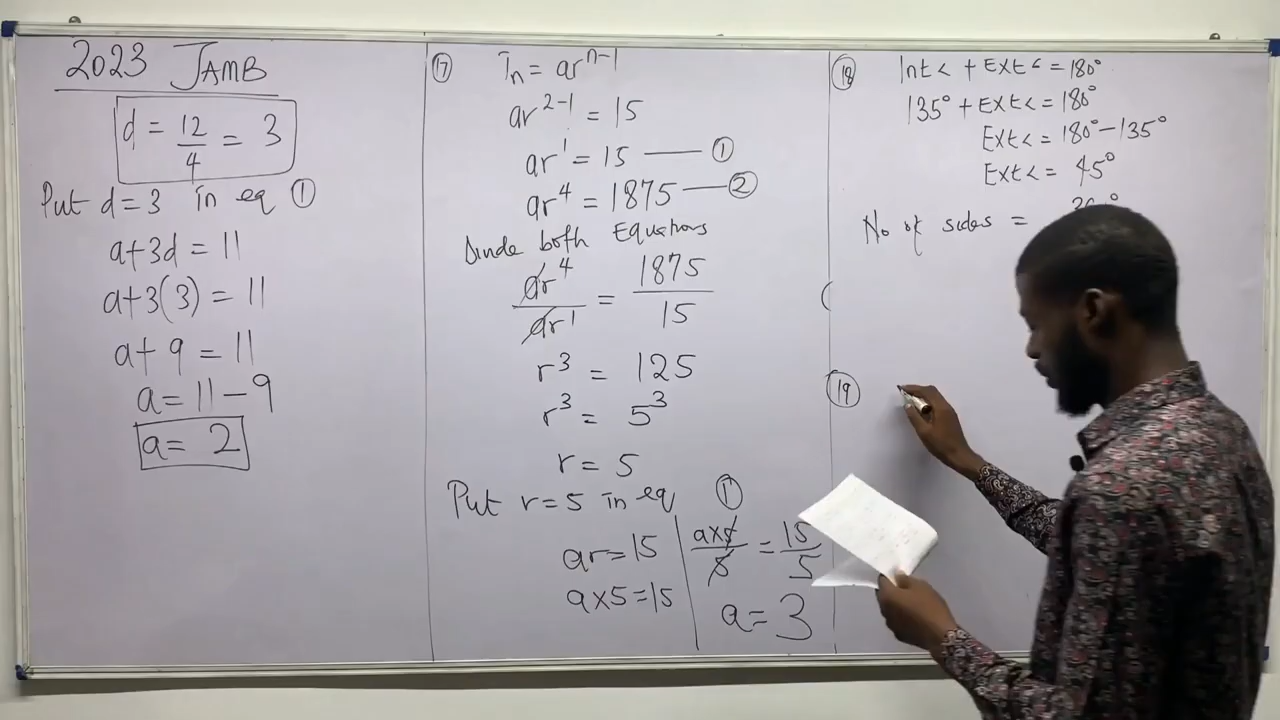 2023 JAMB
d = 12/4 = 3
Put d=3 in eq ①
a+3d = 11
a+3(3) = 11
a+9 = 11
a= 11-9
a= 2
⑰ Tn = ar^n-1
ar^2-1 = 15
ar^1 = 15 —— ①
ar^4 = 1875 —— ②
Divide both Equations
ar^4/ar^1 = 1875/15
r^3 = 125
r^3 = 5^3
r = 5
Put r=5 in eq ①
ar=15
a×5=15
a×5/5 = 15/5
a= 3
⑱ Int< + Ext< = 180°
135° + Ext< = 180°
Ext< = 180°-135°
Ext< = 45°
No of sides =
⑲